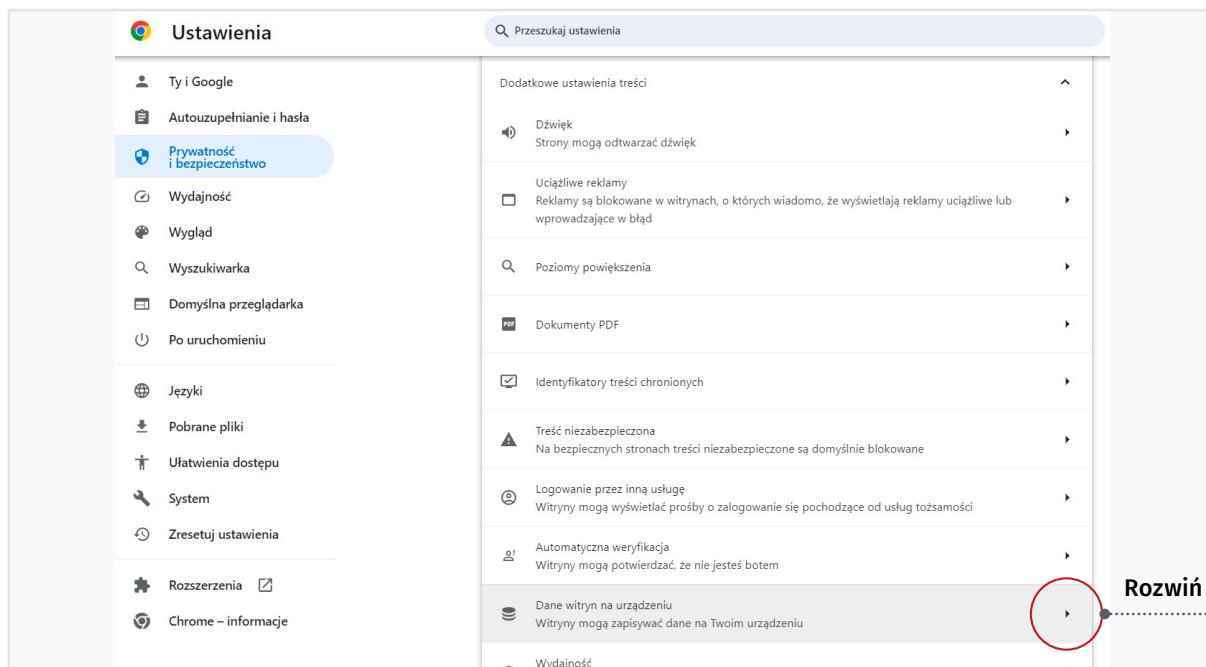 Ustawienia
Przeszukaj ustawienia
Ty i Google
Autouzupełnianie i hasła
Prywatność
i bezpieczeństwo
Wydajność
Wygląd
Wyszukiwarka
Domyślna przeglądarka
Po uruchomieniu
Języki
Pobrane pliki
Ułatwienia dostępu
System
Zresetuj ustawienia
Rozszerzenia
Chrome – informacje
Dodatkowe ustawienia treści
Dźwięk
Strony mogą odtwarzać dźwięk
Uciążliwe reklamy
Reklamy są blokowane w witrynach, o których wiadomo, że wyświetlają reklamy uciążliwe lub
wprowadzające w błąd
Poziomy powiększenia
PDF
Dokumenty PDF
Identyfikatory treści chronionych
Treść niezabezpieczona
Na bezpiecznych stronach treści niezabezpieczone są domyślnie blokowane
Logowanie przez inną usługę
Witryny mogą wyświetlać prośby o zalogowanie się pochodzące od usług tożsamości
Automatyczna weryfikacja
Witryny mogą potwierdzać, że nie jesteś botem
Dane witryn na urządzeniu
Witryny mogą zapisywać dane na Twoim urządzeniu
Rozwiń
Wydajność